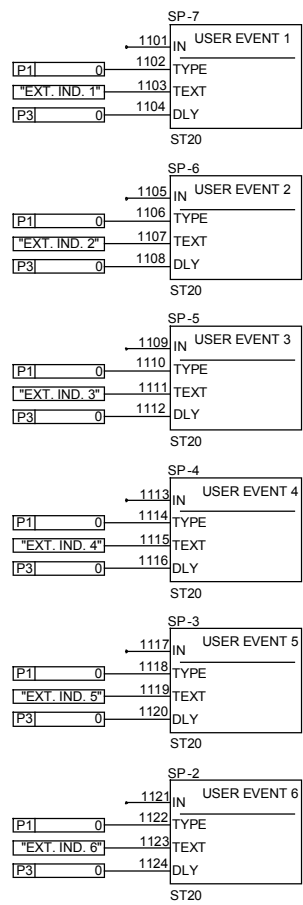 SP-7
1101 IN USER EVENT 1
P1 0 1102 TYPE
"EXT. IND. 1" 1103 TEXT
P3 0 1104 DLY
ST20
SP-6
1105 IN USER EVENT 2
P1 0 1106 TYPE
"EXT. IND. 2" 1107 TEXT
P3 0 1108 DLY
ST20
SP-5
1109 IN USER EVENT 3
P1 0 1110 TYPE
"EXT. IND. 3" 1111 TEXT
P3 0 1112 DLY
ST20
SP-4
1113 IN USER EVENT 4
P1 0 1114 TYPE
"EXT. IND. 4" 1115 TEXT
P3 0 1116 DLY
ST20
SP-3
1117 IN USER EVENT 5
P1 0 1118 TYPE
"EXT. IND. 5" 1119 TEXT
P3 0 1120 DLY
ST20
SP-2
1121 IN USER EVENT 6
P1 0 1122 TYPE
"EXT. IND. 6" 1123 TEXT
P3 0 1124 DLY
ST20